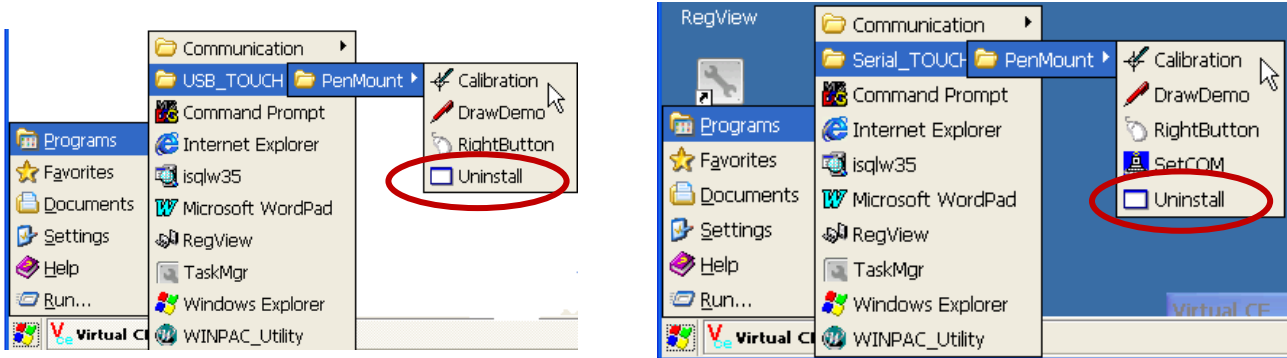 Communication
USB_TOUCH
PenMount
Calibration
Command Prompt
DrawDemo
Programs
Internet Explorer
RightButton
Favorites
isqlw35
Uninstall
Documents
Microsoft WordPad
Settings
RegView
Help
TaskMgr
Run...
Windows Explorer
Virtual
WINPAC_Utility
RegView
Communication
PenMount
Calibration
Command Prompt
DrawDemo
Programs
Internet Explorer
RightButton
Favorites
isqlw35
SetCOM
Documents
Microsoft WordPad
Uninstall
Settings
RegView
Help
TaskMgr
Run...
Windows Explorer
Virtual CE
Virtual
WINPAC_Utility